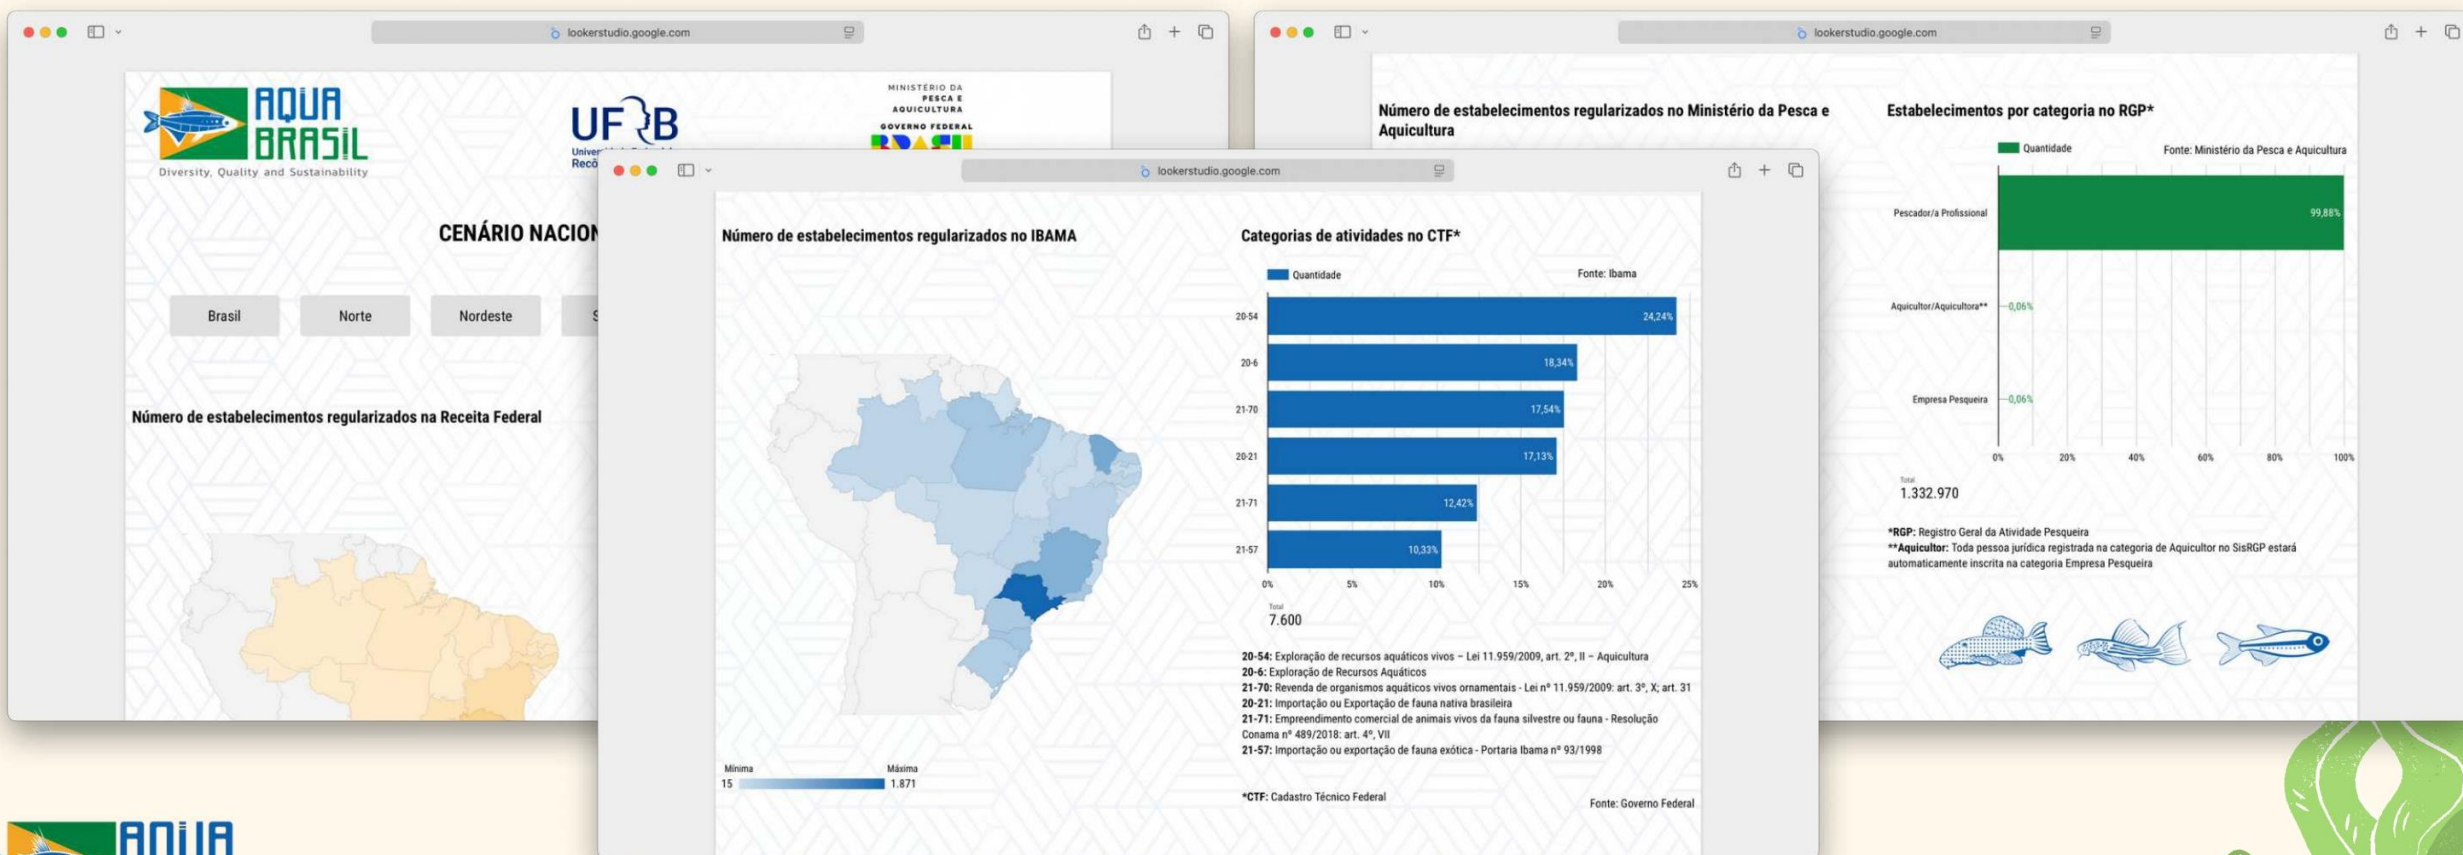 lookerstudio.google.com
AQUA
BRASIL
Diversity, Quality and Sustainability
UFRB
Recô
MINISTÉRIO DA
PESCA E
AQUICULTURA
GOVERNO FEDERAL
BRASIL
CENÁRIO NACION
Brasil
Norte
Nordeste
S
Número de estabelecimentos regularizados na Receita Federal
lookerstudio.google.com
Número de estabelecimentos regularizados no IBAMA
Mínima
Máxima
15
1.871
Categorias de atividades no CTF*
Quantidade
Fonte: Ibama
20-54
24,24%
20-6
18,34%
21-70
17,54%
20-21
17,13%
21-71
12,42%
21-57
10,33%
0%
5%
10%
15%
20%
25%
Total
7.600
20-54: Exploração de recursos aquáticos vivos – Lei 11.959/2009, art. 2º, II – Aquicultura
20-6: Exploração de Recursos Aquáticos
21-70: Revenda de organismos aquáticos vivos ornamentais - Lei nº 11.959/2009: art. 3º, X; art. 31
20-21: Importação ou Exportação de fauna nativa brasileira
21-71: Empreendimento comercial de animais vivos da fauna silvestre ou fauna - Resolução
Conama nº 489/2018: art. 4º, VII
21-57: Importação ou exportação de fauna exótica - Portaria Ibama nº 93/1998
*CTF: Cadastro Técnico Federal
Fonte: Governo Federal
lookerstudio.google.com
Número de estabelecimentos regularizados no Ministério da Pesca e
Aquicultura
Estabelecimentos por categoria no RGP*
Quantidade
Fonte: Ministério da Pesca e Aquicultura
Pescador/a Profissional
99,88%
Aquicultor/Aquicultora**
0,06%
Empresa Pesqueira
0,06%
0%
20%
40%
60%
80%
100%
Total
1.332.970
*RGP: Registro Geral da Atividade Pesqueira
**Aquicultor: Toda pessoa jurídica registrada na categoria de Aquicultor no SisRGP estará
automaticamente inscrita na categoria Empresa Pesqueira
AQUA